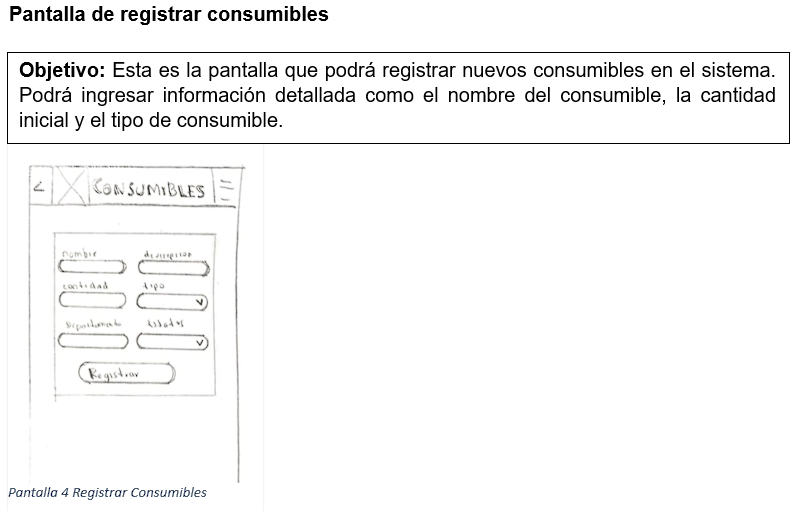 Pantalla de registrar consumibles
Objetivo: Esta es la pantalla que podrá registrar nuevos consumibles en el sistema.
Podrá ingresar información detallada como el nombre del consumible, la cantidad
inicial y el tipo de consumible.
CONSUMIBLES
nombre descripcion
cantidad tipo
Departamento Estados
Registrar
Pantalla 4 Registrar Consumibles